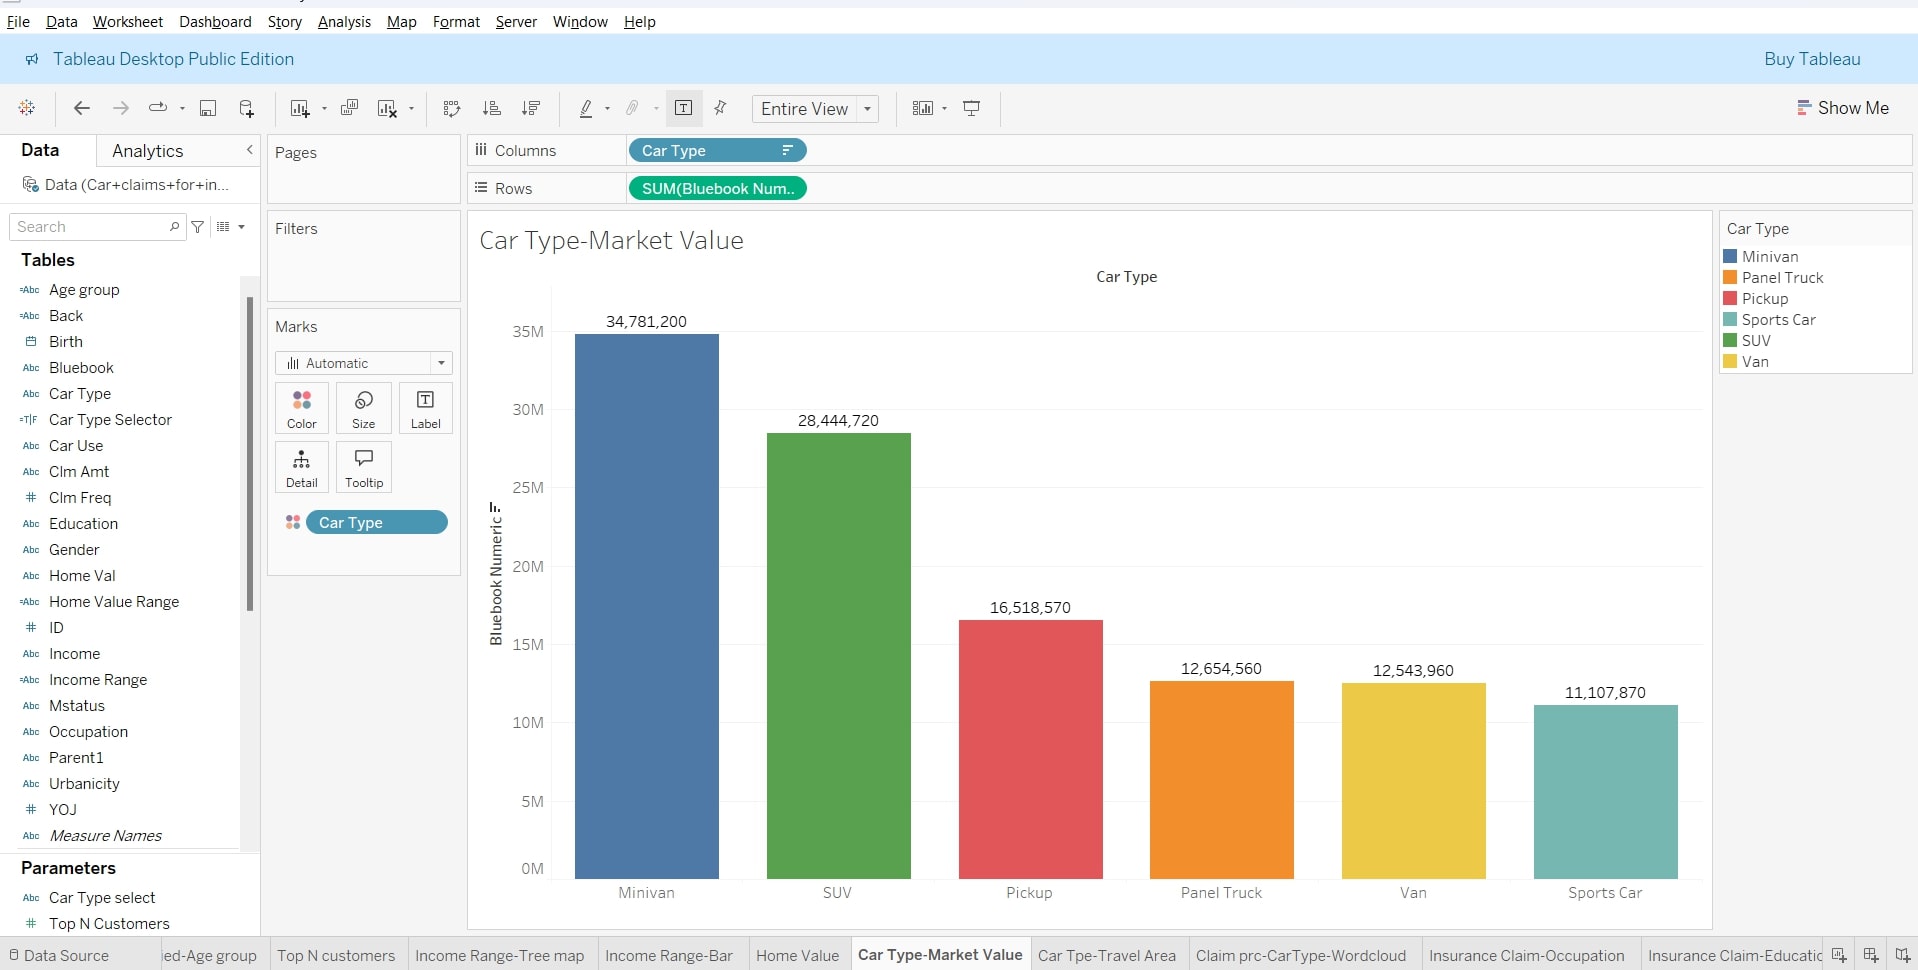 File Data Worksheet Dashboard Story Analysis Map Format Server Window Help
Tableau Desktop Public Edition
Buy Tableau
Entire View
Show Me
Data
Analytics
Data (Car+claims+for+in...
Search
Tables
Abc Age group
Abc Back
Birth
Abc Bluebook
Abc Car Type
T|F Car Type Selector
Abc Car Use
Abc Clm Amt
# Clm Freq
Abc Education
Abc Gender
Abc Home Val
Abc Home Value Range
# ID
Abc Income
Abc Income Range
Abc Mstatus
Abc Occupation
Abc Parent1
Abc Urbanicity
# YOJ
Abc Measure Names
Parameters
Abc Car Type select
# Top N Customers
Pages
Filters
Marks
Automatic
Color
Size
Label
Detail
Tooltip
Car Type
Columns
Car Type
Rows
SUM(Bluebook Num..
Car Type-Market Value
Car Type
Bluebook Numeric
35M
30M
25M
20M
15M
10M
5M
0M
34,781,200
28,444,720
16,518,570
12,654,560
12,543,960
11,107,870
Minivan
SUV
Pickup
Panel Truck
Van
Sports Car
Car Type
Minivan
Panel Truck
Pickup
Sports Car
SUV
Van
Data Source
ied-Age group
Top N customers
Income Range-Tree map
Income Range-Bar
Home Value
Car Type-Market Value
Car Tpe-Travel Area
Claim prc-CarType-Wordcloud
Insurance Claim-Occupation
Insurance Claim-Educatic